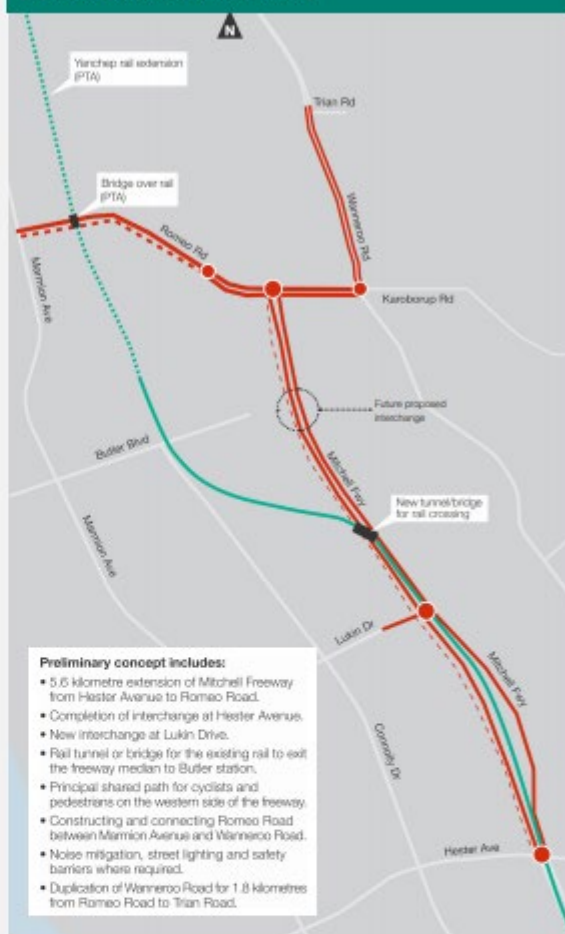 N
Yanchep rail extension
(PTA)
Trian Rd
Bridge over rail
(PTA)
Wanneroo Rd
Romeo Rd
Marmion Ave
Karoborup Rd
Future proposed
interchange
Butler Blvd
Mitchell Fwy
New tunnel/bridge
for rail crossing
Marmion Ave
Lukin Dr
Mitchell Fwy
Connolly Dr
Hester Ave
Preliminary concept includes:
• 5.6 kilometre extension of Mitchell Freeway
from Hester Avenue to Romeo Road.
• Completion of interchange at Hester Avenue.
• New interchange at Lukin Drive.
• Rail tunnel or bridge for the existing rail to exit
the freeway median to Butler station.
• Principal shared path for cyclists and
pedestrians on the western side of the freeway.
• Constructing and connecting Romeo Road
between Marmion Avenue and Wanneroo Road.
• Noise mitigation, street lighting and safety
barriers where required.
• Duplication of Wanneroo Road for 1.8 kilometres
from Romeo Road to Trian Road.